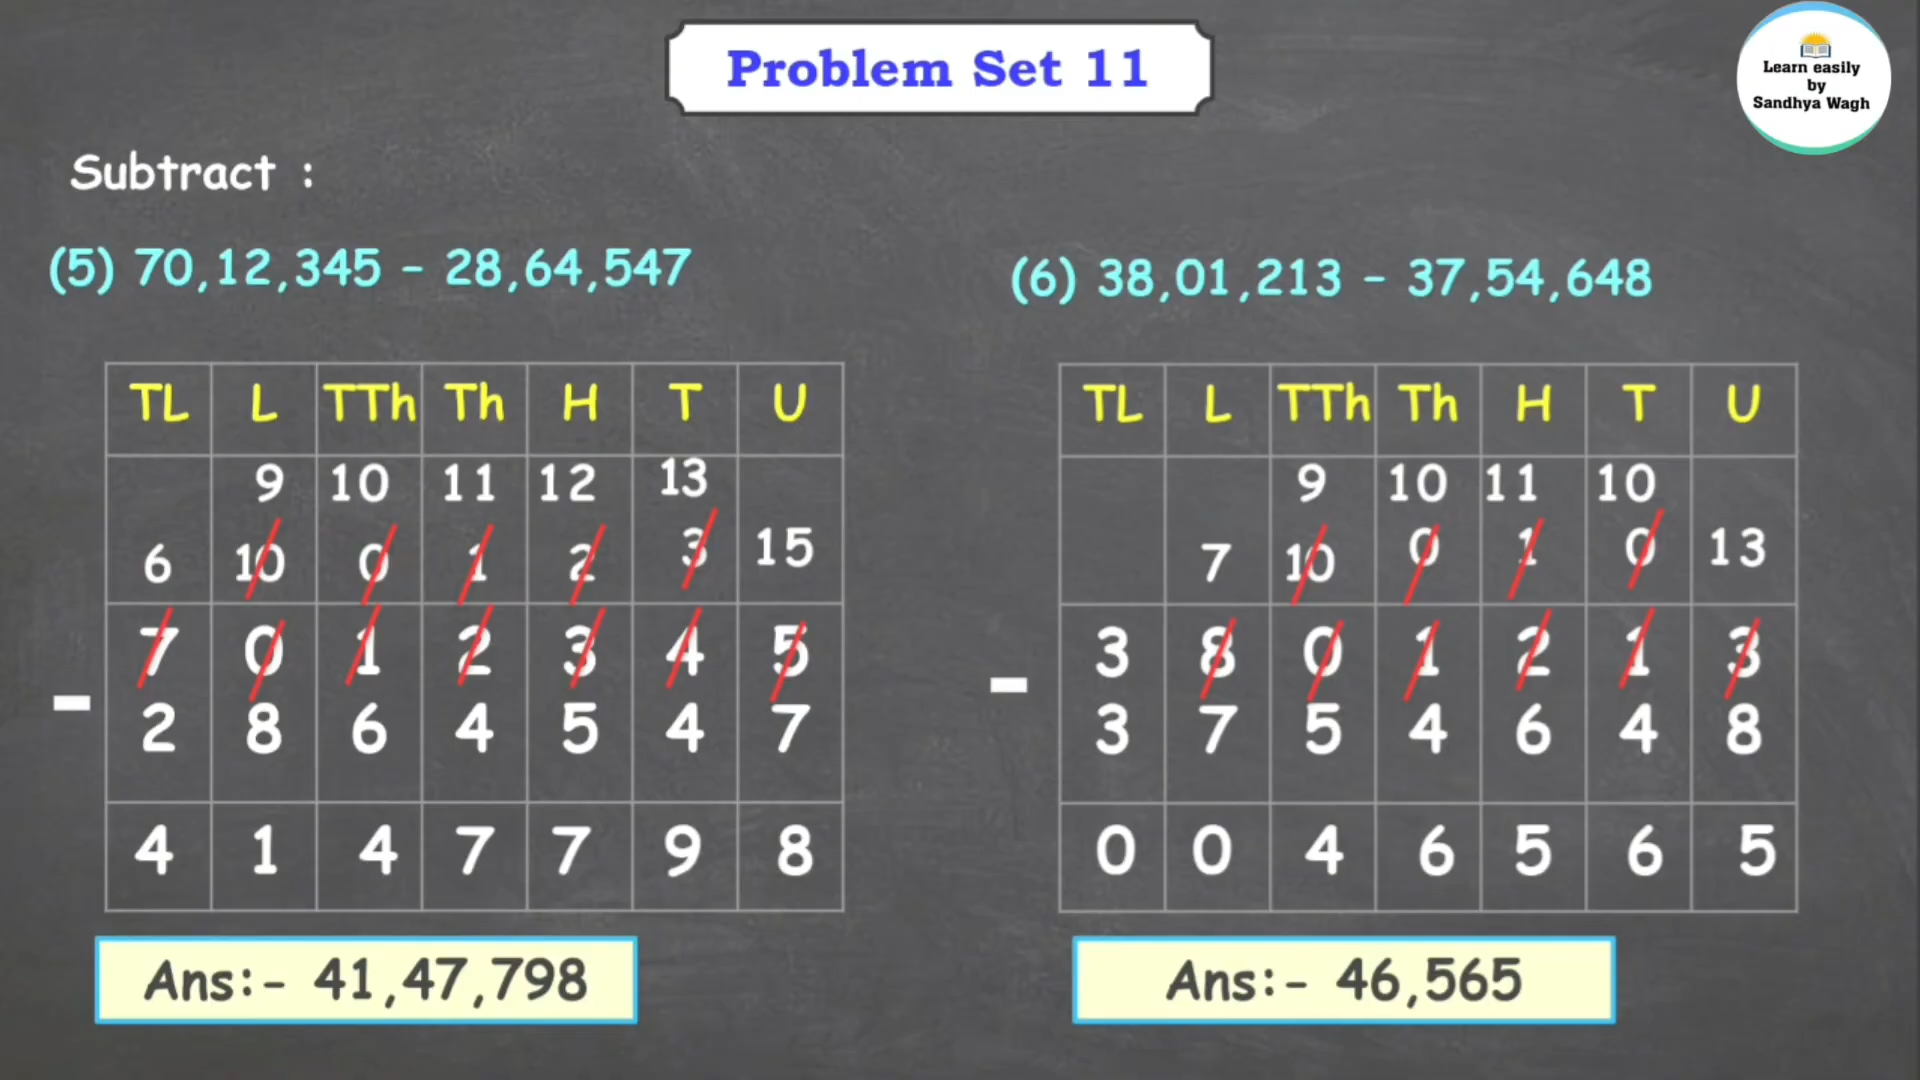 Problem Set 11
Learn easily
by
Sandhya Wagh
Subtract :
(5) 70,12,345 - 28,64,547
TL L TTh Th H T U
9 10 11 12 13
6 10 0 1 2 3 15
7 0 1 2 3 4 5
- 2 8 6 4 5 4 7
4 1 4 7 7 9 8
Ans:- 41,47,798
(6) 38,01,213 - 37,54,648
TL L TTh Th H T U
9 10 11 10
7 10 0 1 0 13
3 8 0 1 2 1 3
- 3 7 5 4 6 4 8
0 0 4 6 5 6 5
Ans:- 46,565